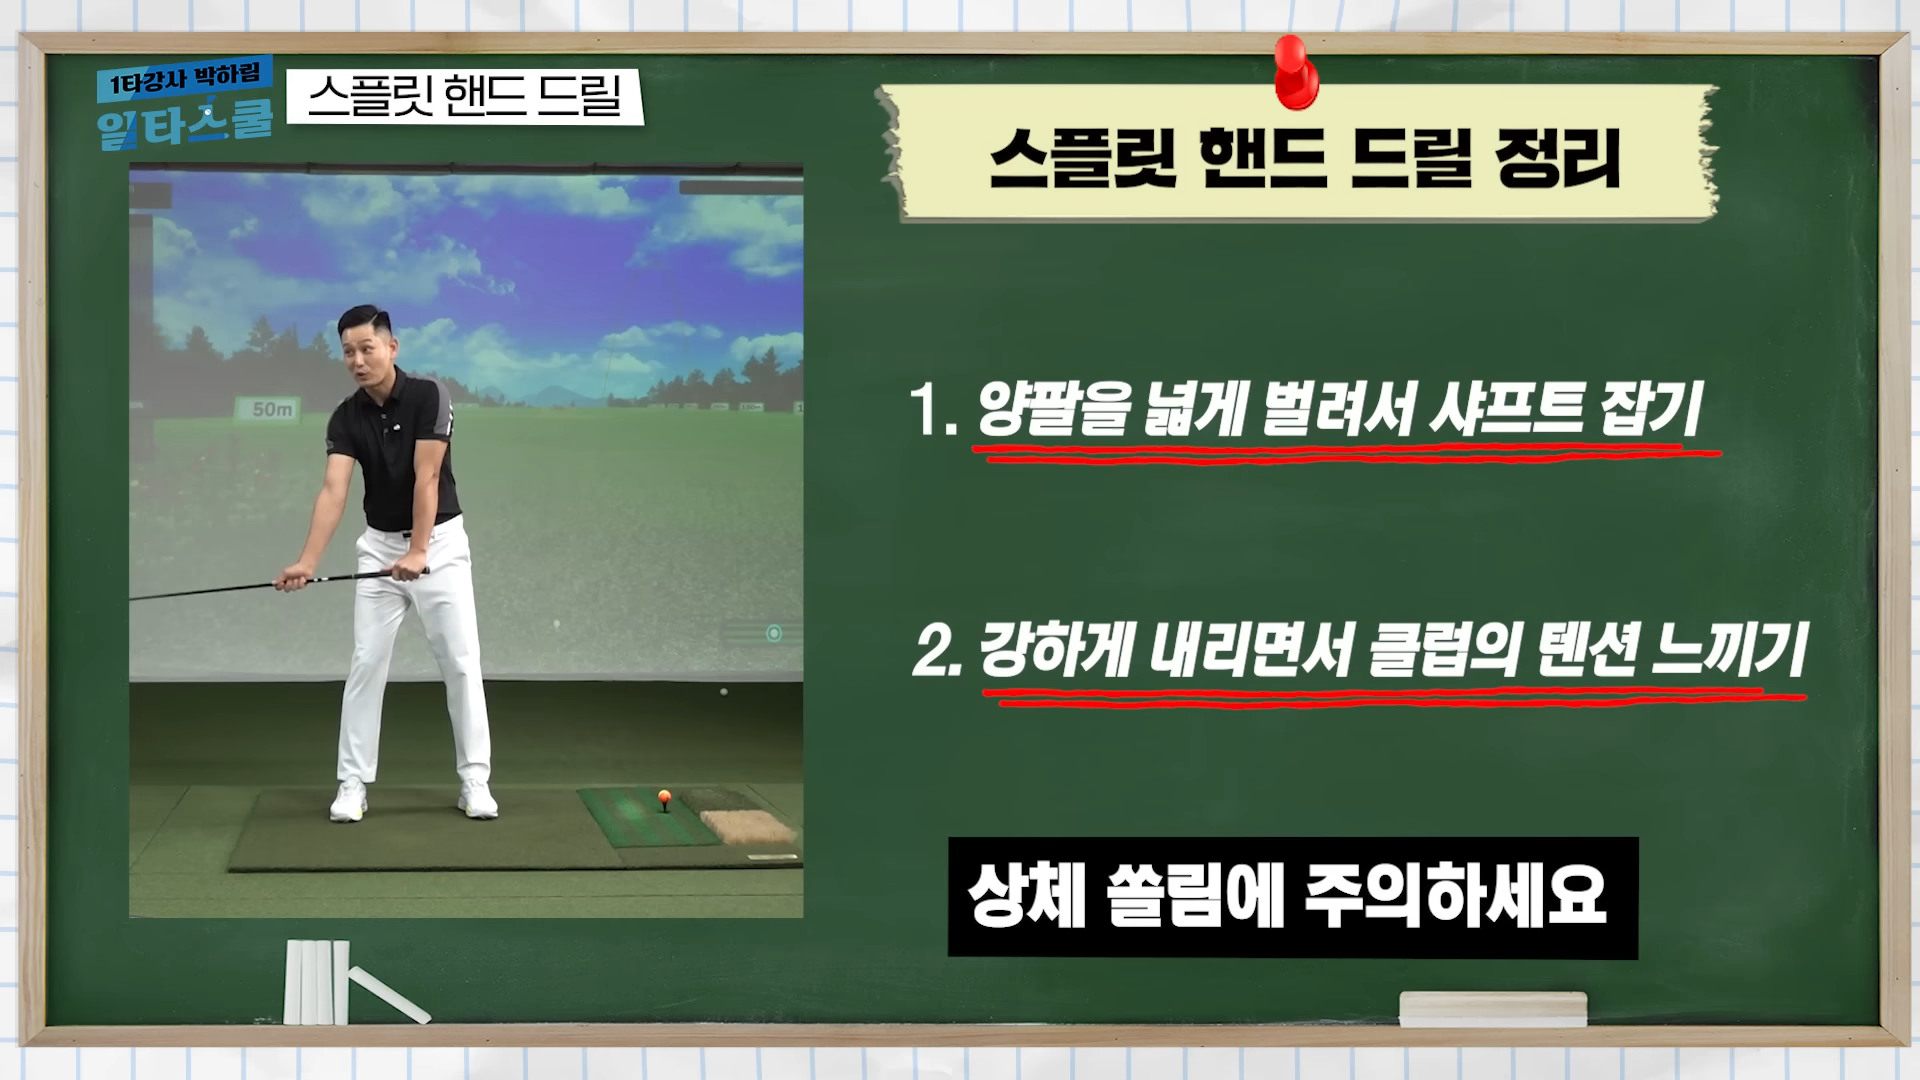 1타강사 박하림
일타스쿨
스플릿 핸드 드릴
스플릿 핸드 드릴 정리
50m
1. 양팔을 넓게 벌려서 샤프트 잡기
2. 강하게 내리면서 클럽의 텐션 느끼기
상체 쏠림에 주의하세요